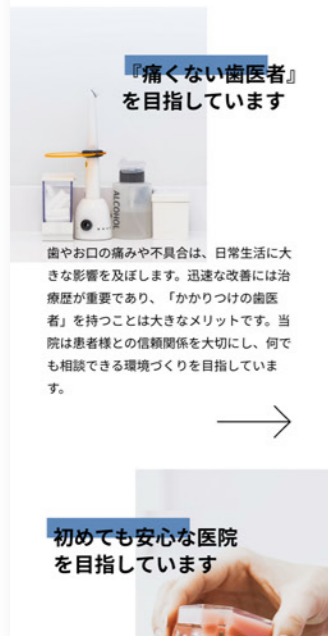 『痛くない歯医者』
を目指しています
ALCOHOL
歯やお口の痛みや不具合は、日常生活に大
きな影響を及ぼします。迅速な改善には治
療歴が重要であり、「かかりつけの歯医
者」を持つことは大きなメリットです。当
院は患者様との信頼関係を大切にし、何で
も相談できる環境づくりを目指していま
す。
初めても安心な医院
を目指しています